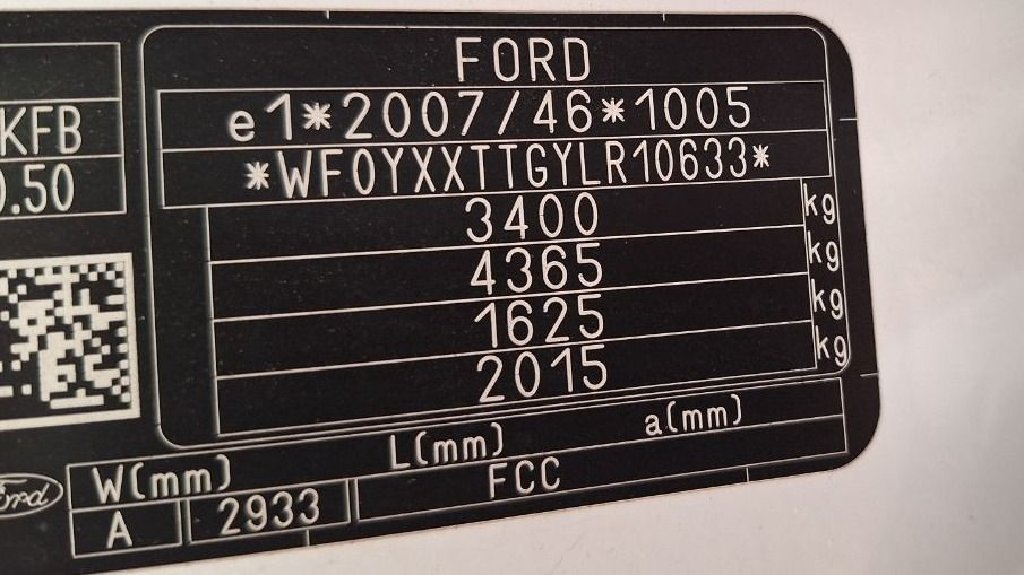 FORD
e1*2007/46*1005
*WF0YXXTTGYLR10633*
3400 kg
4365 kg
1625 kg
2015 kg
KFB
0.50
Ford
W(mm) L(mm) a(mm)
A 2933 FCC